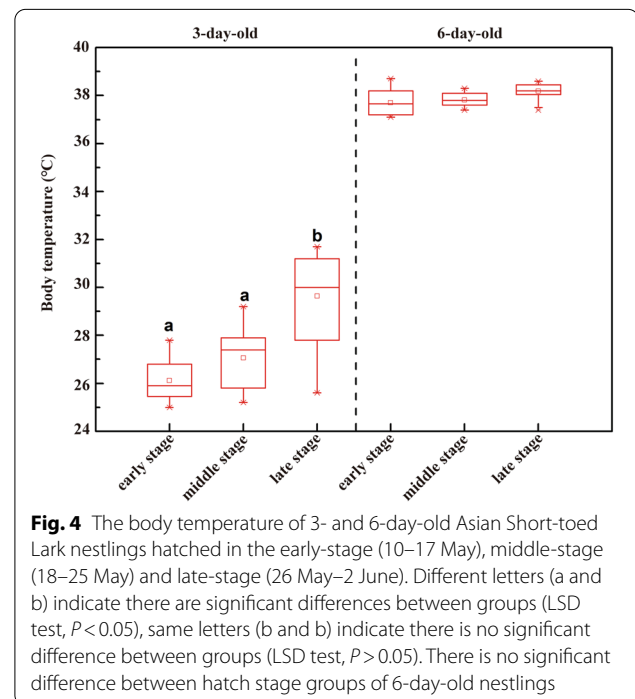 3-day-old 6-day-old
40
38
36
34
32
30
28
26
24
Body temperature (°C)
a
a
b
early stage
middle stage
late stage
early stage
middle stage
late stage
Fig. 4 The body temperature of 3- and 6-day-old Asian Short-toed
Lark nestlings hatched in the early-stage (10–17 May), middle-stage
(18–25 May) and late-stage (26 May–2 June). Different letters (a and
b) indicate there are significant differences between groups (LSD
test, P < 0.05), same letters (b and b) indicate there is no significant
difference between groups (LSD test, P > 0.05). There is no significant
difference between hatch stage groups of 6-day-old nestlings